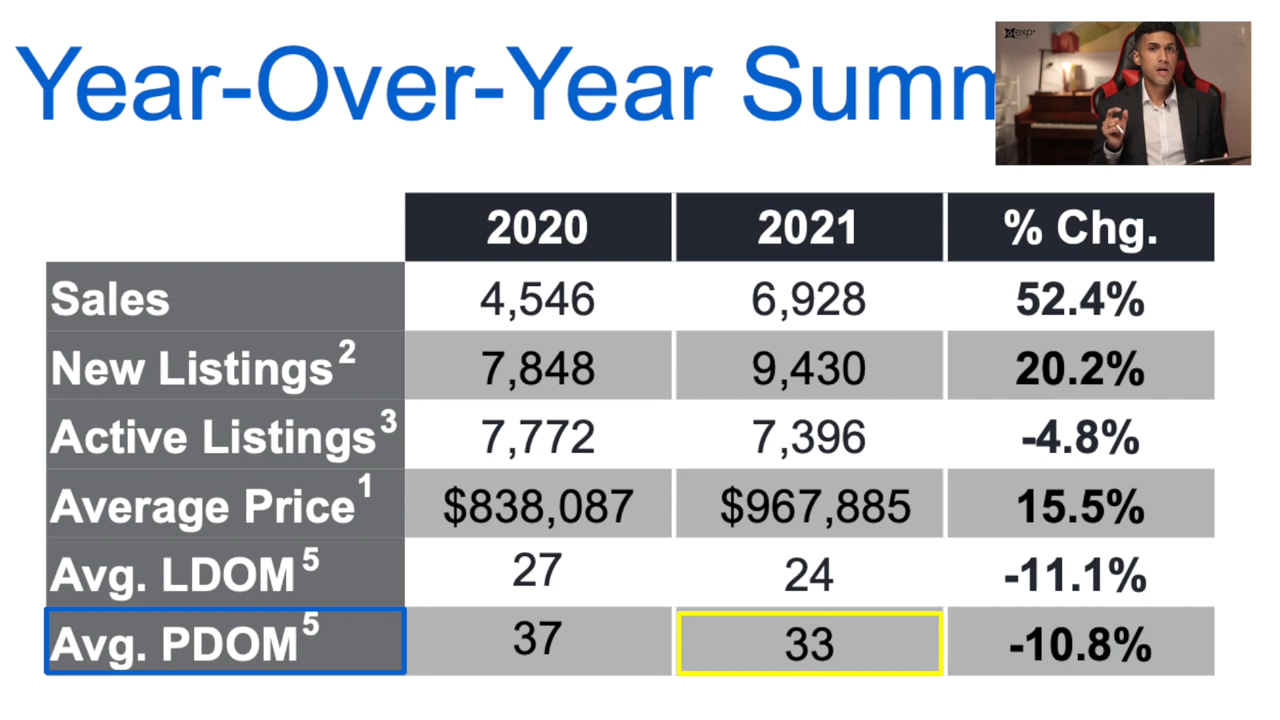 Year-Over-Year Summ
exp
2020 2021 % Chg.
Sales 4,546 6,928 52.4%
New Listings² 7,848 9,430 20.2%
Active Listings³ 7,772 7,396 -4.8%
Average Price¹ $838,087 $967,885 15.5%
Avg. LDOM⁵ 27 24 -11.1%
Avg. PDOM⁵ 37 33 -10.8%